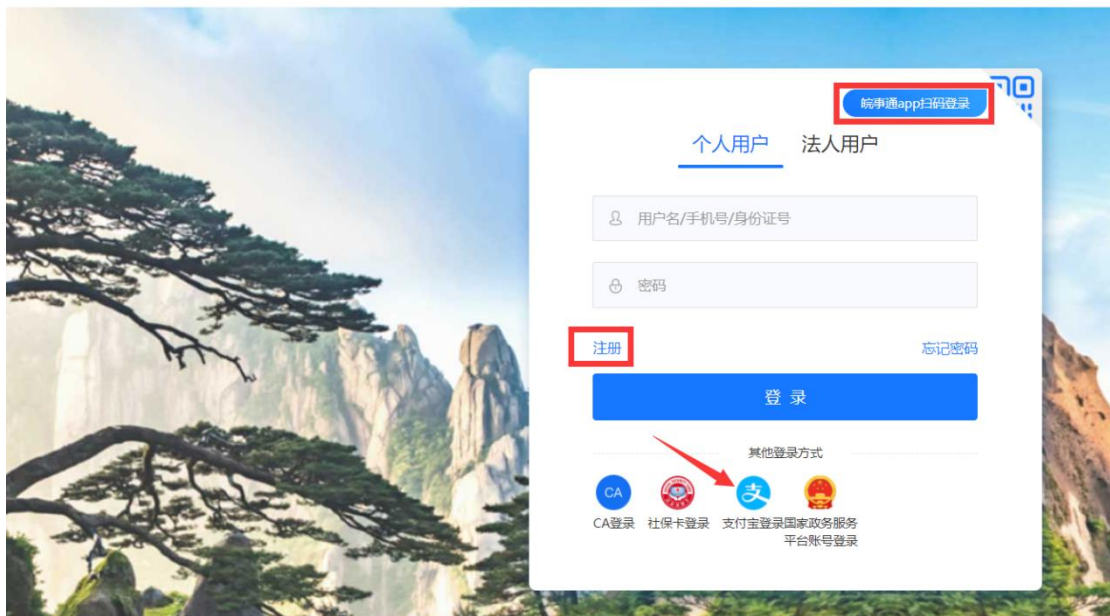 皖事通app扫码登录
个人用户 法人用户
用户名/手机号/身份证号
密码
注册 忘记密码
登 录
其他登录方式
CA
支
CA登录 社保卡登录 支付宝登录 国家政务服务
平台账号登录